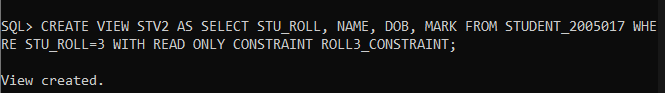 SQL> CREATE VIEW STV2 AS SELECT STU_ROLL, NAME, DOB, MARK FROM STUDENT_2005017 WHE
RE STU_ROLL=3 WITH READ ONLY CONSTRAINT ROLL3_CONSTRAINT;
View created.